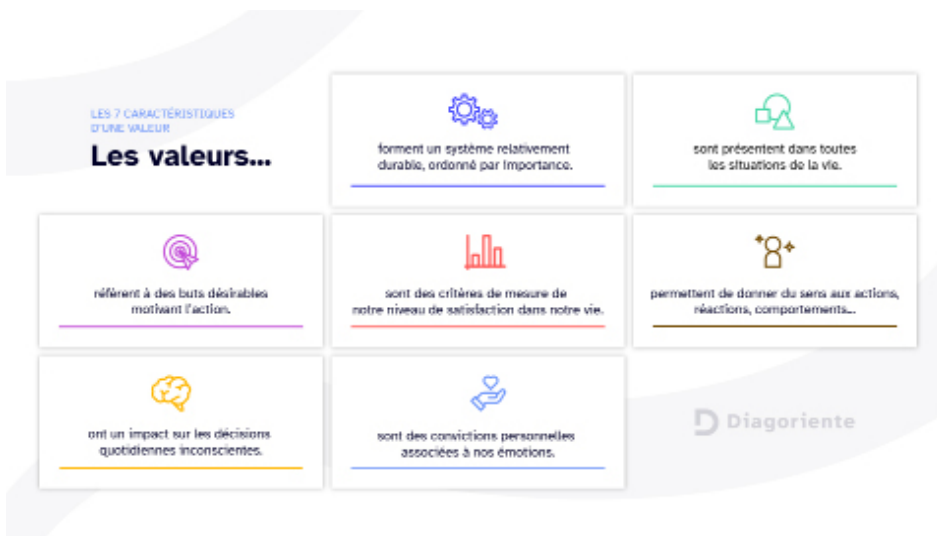 LES 7 CARACTÉRISTIQUES
D'UNE VALEUR
Les valeurs...
forment un système relativement
durable, ordonné par importance.
sont présentent dans toutes
les situations de la vie.
réfèrent à des buts désirables
motivant l'action.
sont des critères de mesure de
notre niveau de satisfaction dans notre vie.
permettent de donner du sens aux actions,
réactions, comportements...
ont un impact sur les décisions
quotidiennes inconscientes.
sont des convictions personnelles
associées à nos émotions.
Diagoriente